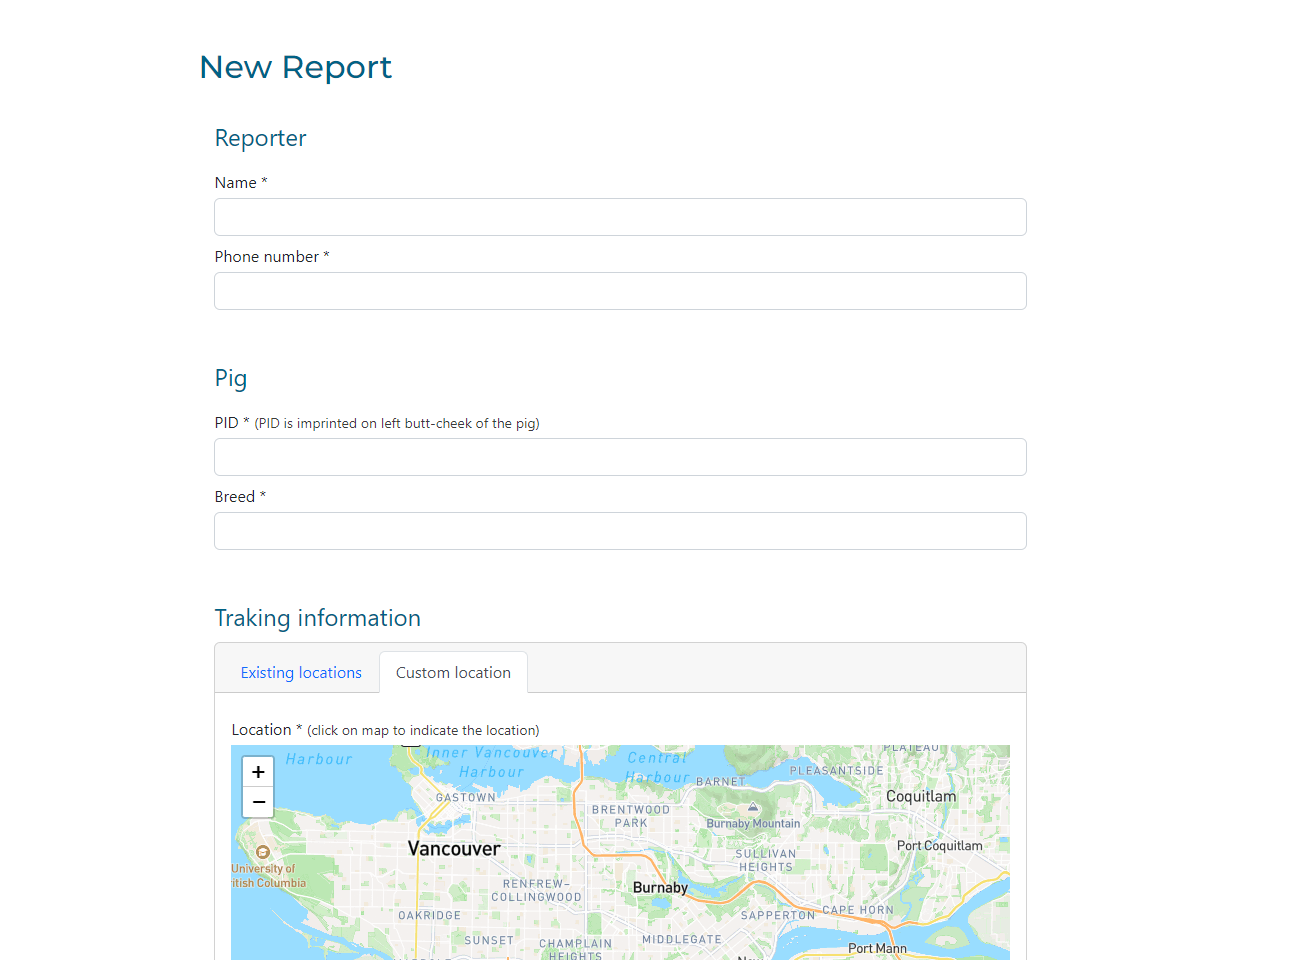 New Report
Reporter
Name *
Phone number *
Pig
PID * (PID is imprinted on left butt-cheek of the pig)
Breed *
Traking information
Existing locations
Custom location
Location * (click on map to indicate the location)
+
−
Harbour
Inner Vancouver
Harbour
Central
Harbour
BARNET
PLEASANTSIDE
PLATEAU
GASTOWN
BRENTWOOD
PARK
Burnaby Mountain
Coquitlam
Vancouver
SULLIVAN
HEIGHTS
Port Coquitlam
University of
itish Columbia
RENFREW–
COLLINGWOOD
Burnaby
OAKRIDGE
SAPPERTON
CAPE HORN
SUNSET
CHAMPLAIN
HEIGHTS
MIDDLEGATE
Port Mann